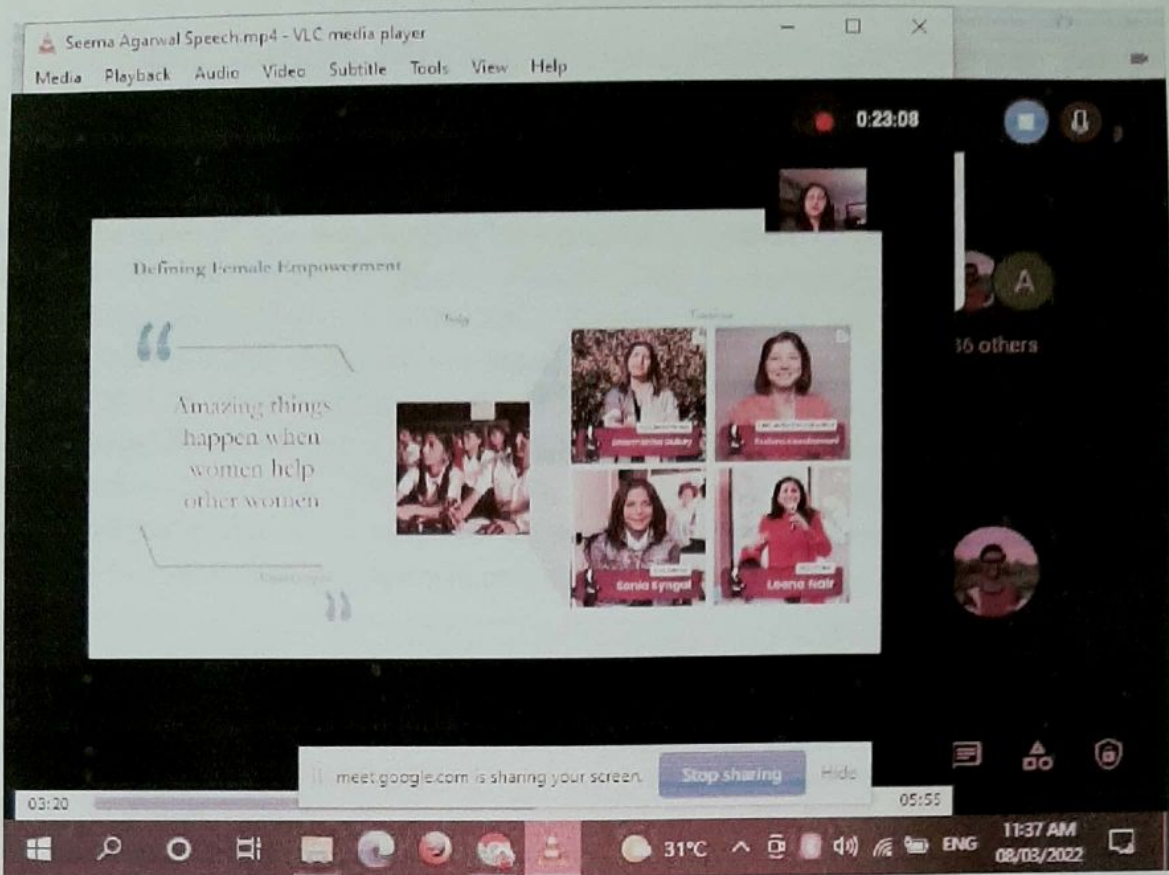 Seema Agarwal Speech.mp4 - VLC media player
Media Playback Audio Video Subtitle Tools View Help
0:23:08
Defining Female Empowerment
Amazing things
happen when
women help
other women
A
36 others
Sonia Syngal
Leena Nair
meet.google.com is sharing your screen.
Stop sharing
Hide
03:20
05:55
31°C
ENG
11:37 AM
08/03/2022